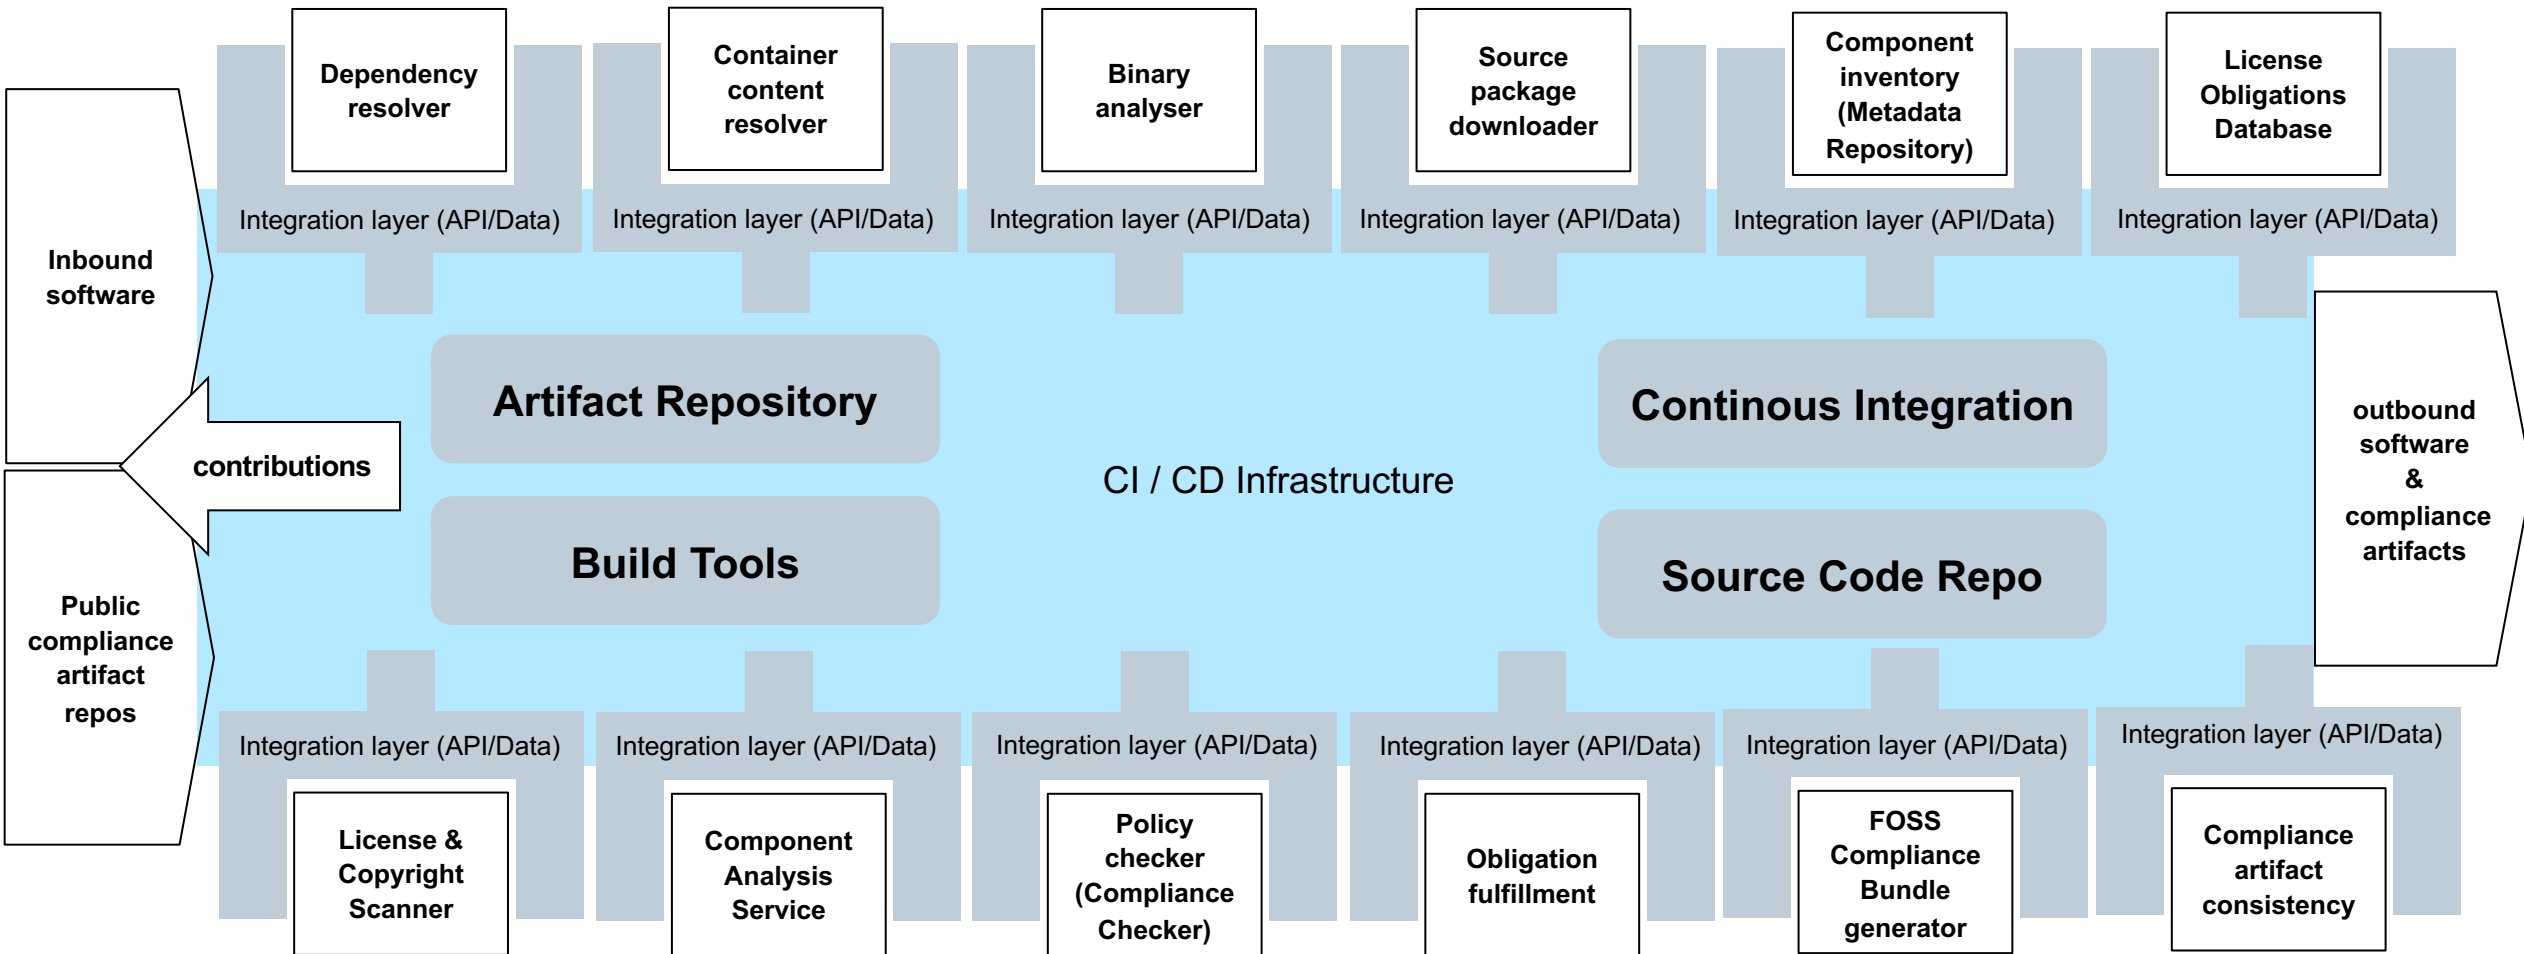 Dependency
resolver
Container
content
resolver
Binary
analyser
Source
package
downloader
Component
inventory
(Metadata
Repository)
License
Obligations
Database
Integration layer (API/Data)
Integration layer (API/Data)
Integration layer (API/Data)
Integration layer (API/Data)
Integration layer (API/Data)
Integration layer (API/Data)
Inbound
software
contributions
Public
compliance
artifact
repos
Artifact Repository
Build Tools
CI / CD Infrastructure
Continous Integration
Source Code Repo
outbound
software
&
compliance
artifacts
Integration layer (API/Data)
Integration layer (API/Data)
Integration layer (API/Data)
Integration layer (API/Data)
Integration layer (API/Data)
Integration layer (API/Data)
License &
Copyright
Scanner
Component
Analysis
Service
Policy
checker
(Compliance
Checker)
Obligation
fulfillment
FOSS
Compliance
Bundle
generator
Compliance
artifact
consistency